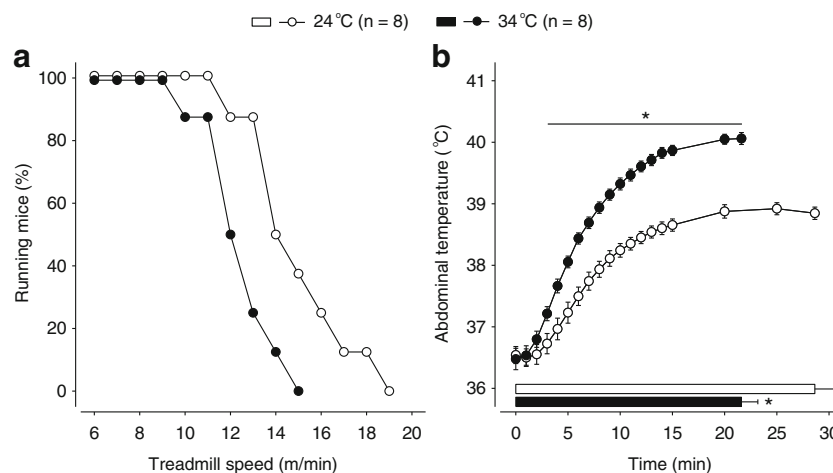 24 °C (n = 8) 34 °C (n = 8)
a
100
80
60
40
20
0
Running mice (%)
6 8 10 12 14 16 18 20
Treadmill speed (m/min)
b
41
40
39
38
37
36
Abdominal temperature (°C)
*
*
0 5 10 15 20 25 30
Time (min)